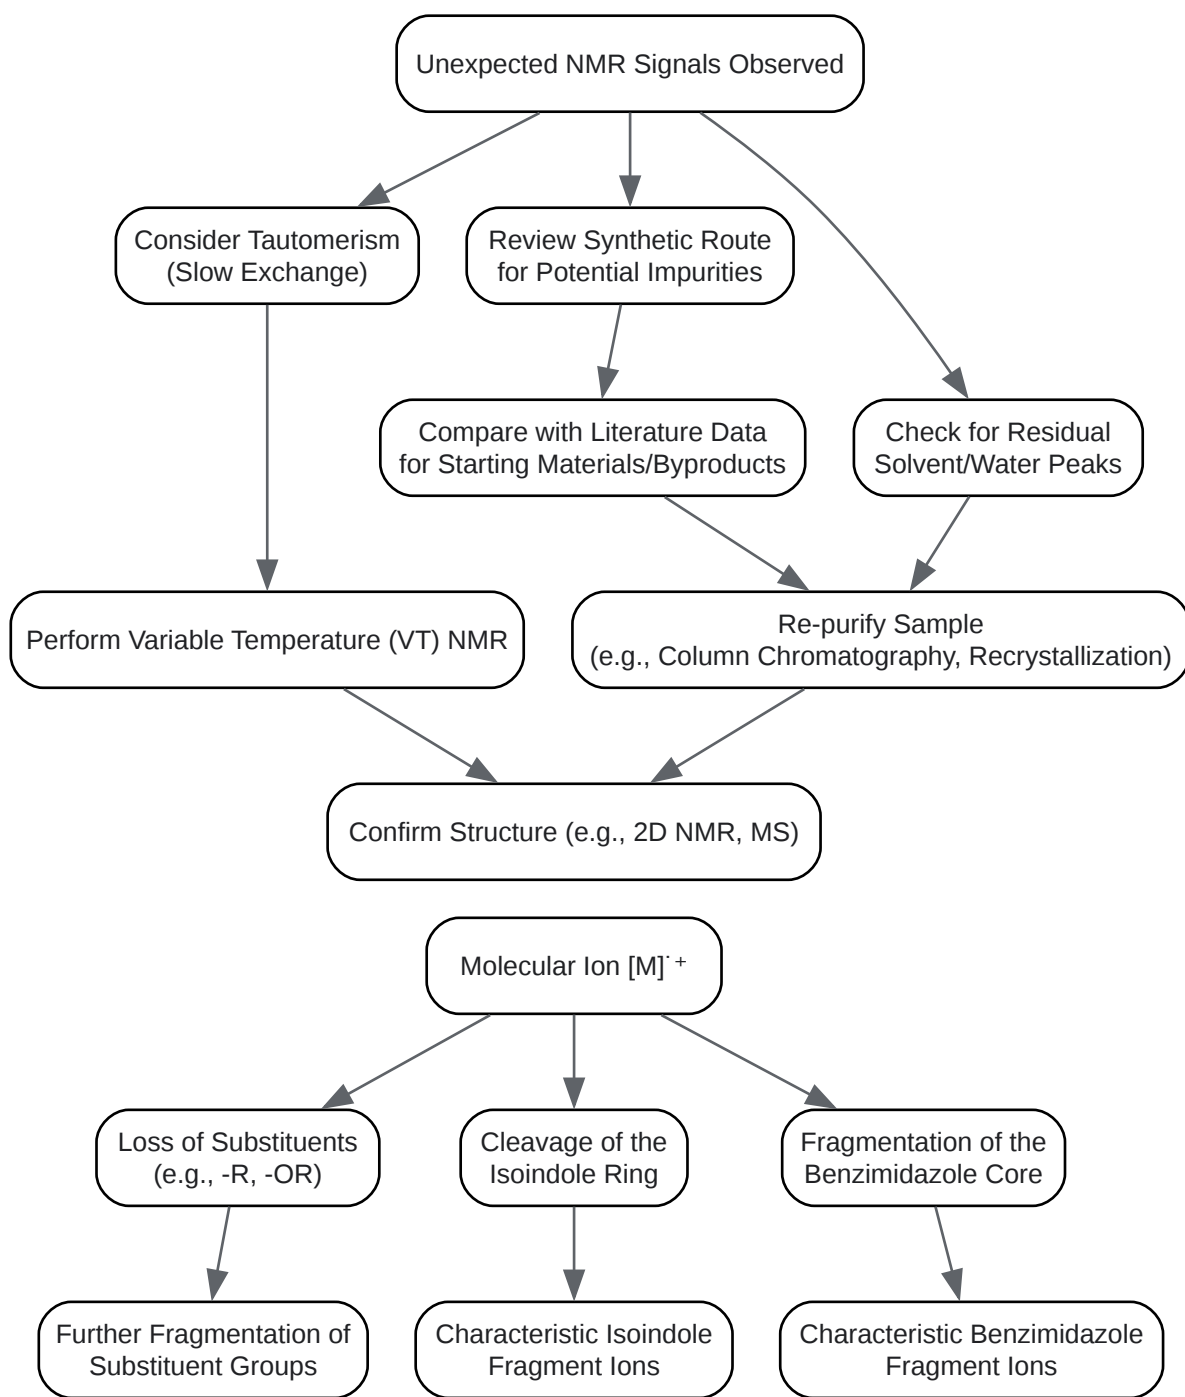 Unexpected NMR Signals Observed
Consider Tautomerism
(Slow Exchange)
Review Synthetic Route
for Potential Impurities
Compare with Literature Data
for Starting Materials/Byproducts
Check for Residual
Solvent/Water Peaks
Perform Variable Temperature (VT) NMR
Re-purify Sample
(e.g., Column Chromatography, Recrystallization)
Confirm Structure (e.g., 2D NMR, MS)
Molecular Ion [M]˙⁺
Loss of Substituents
(e.g., -R, -OR)
Cleavage of the
Isoindole Ring
Fragmentation of the
Benzimidazole Core
Further Fragmentation of
Substituent Groups
Characteristic Isoindole
Fragment Ions
Characteristic Benzimidazole
Fragment Ions